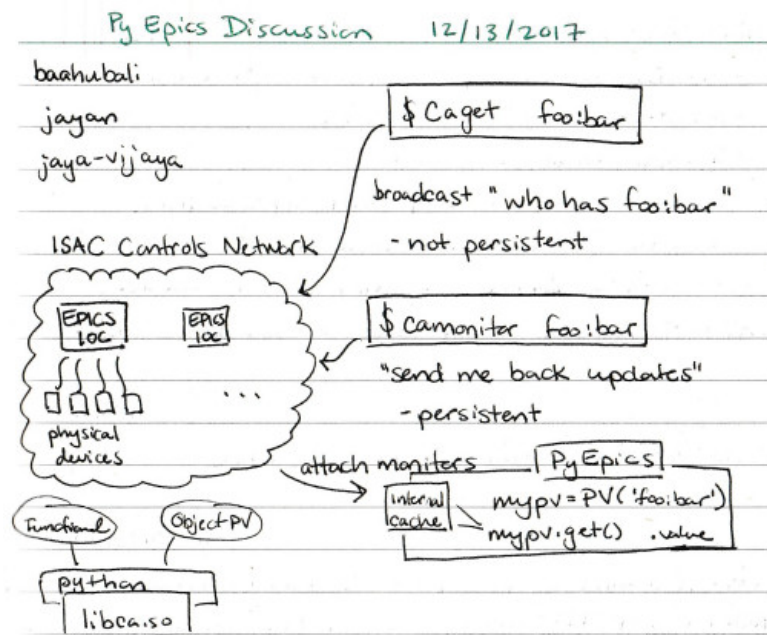 Py Epics Discussion 12/13/2017
baahubali
jayan
jaya-vijaya
$ Caget foo:bar
broadcast "who has foo:bar"
- not persistent
ISAC Controls Network
EPICS
IOC
EPICS
IOC
...
physical
devices
$ camonitor foo:bar
"send me back updates"
- persistent
attach monitors
PyEpics
internal
cache
mypv = PV('foo:bar')
mypv.get() .value
Functional
Object PV
python
libca.so